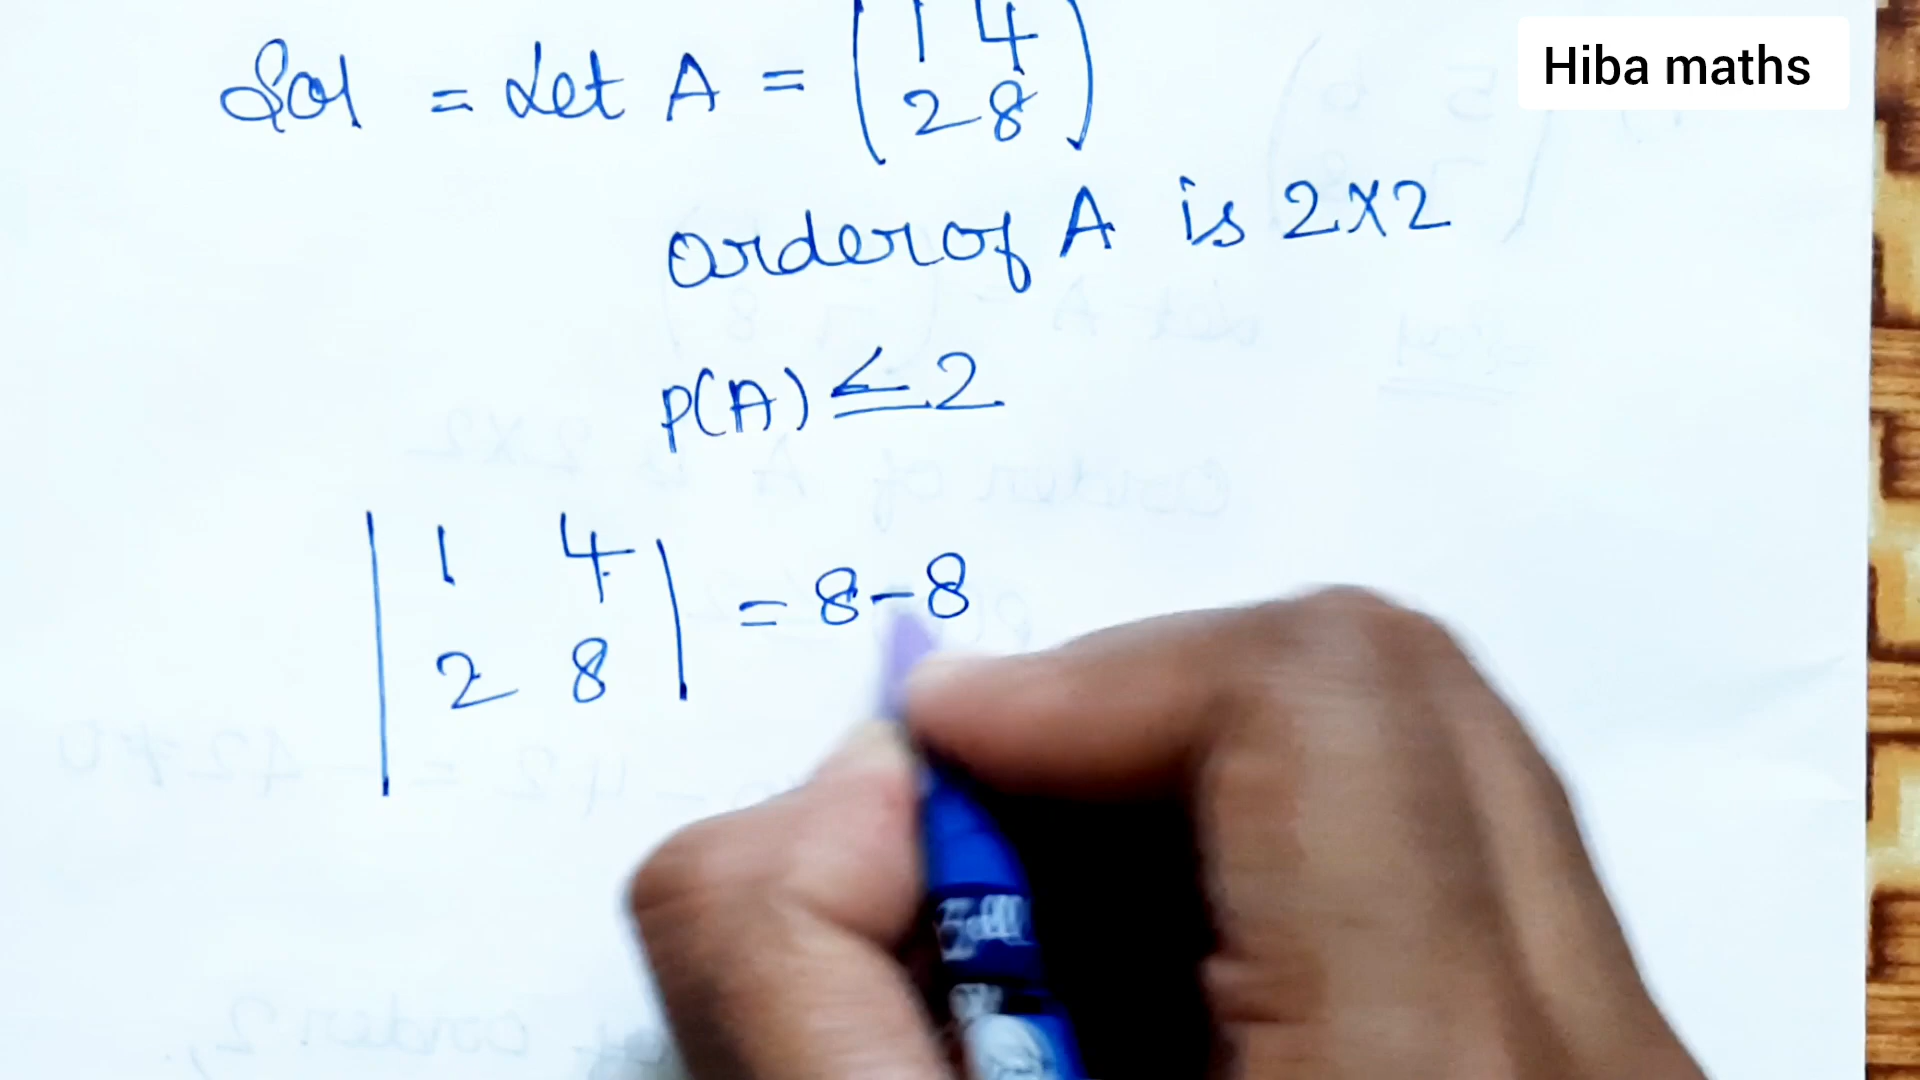 Hiba maths
Sol = Let A = ( 1 4
2 8 )
order of A is 2×2
P(A) ≤ 2
| 1 4
2 8 | = 8-8